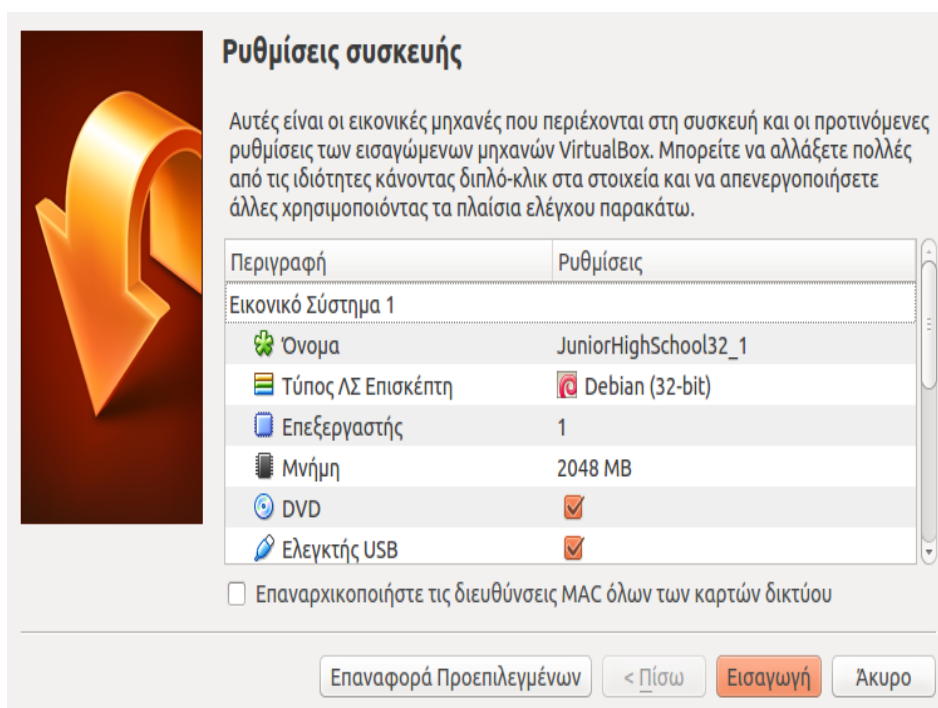 Ρυθμίσεις συσκευής
Αυτές είναι οι εικονικές μηχανές που περιέχονται στη συσκευή και οι προτινόμενες
ρυθμίσεις των εισαγώμενων μηχανών VirtualBox. Μπορείτε να αλλάξετε πολλές
από τις ιδιότητες κάνοντας διπλό-κλικ στα στοιχεία και να απενεργοποιήσετε
άλλες χρησιμοποιόντας τα πλαίσια ελέγχου παρακάτω.
Περιγραφή Ρυθμίσεις
Εικονικό Σύστημα 1
Όνομα JuniorHighSchool32_1
Τύπος ΛΣ Επισκέπτη Debian (32-bit)
Επεξεργαστής 1
Μνήμη 2048 MB
DVD
Ελεγκτής USB
Επαναρχικοποιήστε τις διευθύνσεις MAC όλων των καρτών δικτύου
Επαναφορά Προεπιλεγμένων < Πίσω Εισαγωγή Άκυρο